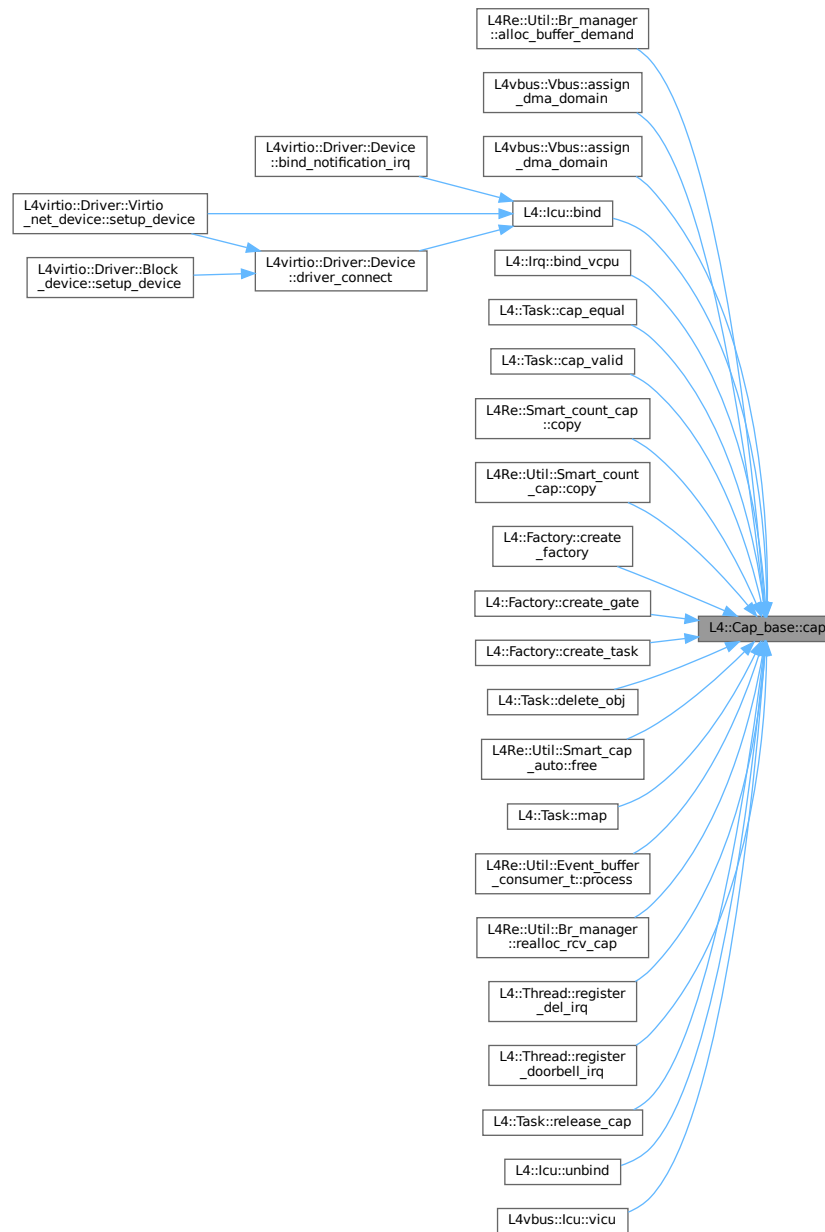 L4Re::Util::Br_manager
::alloc_buffer_demand
L4vbus::Vbus::assign
_dma_domain
L4vbus::Vbus::assign
_dma_domain
L4virtio::Driver::Device
::bind_notification_irq
L4::Icu::bind
L4virtio::Driver::Virtio
_net_device::setup_device
L4virtio::Driver::Device
::driver_connect
L4virtio::Driver::Block
_device::setup_device
L4::Irq::bind_vcpu
L4::Task::cap_equal
L4::Task::cap_valid
L4Re::Smart_count_cap
::copy
L4Re::Util::Smart_count
_cap::copy
L4::Factory::create
_factory
L4::Factory::create_gate
L4::Cap_base::cap
L4::Factory::create_task
L4::Task::delete_obj
L4Re::Util::Smart_cap
_auto::free
L4::Task::map
L4Re::Util::Event_buffer
_consumer_t::process
L4Re::Util::Br_manager
::realloc_rcv_cap
L4::Thread::register
_del_irq
L4::Thread::register
_doorbell_irq
L4::Task::release_cap
L4::Icu::unbind
L4vbus::Icu::vicu